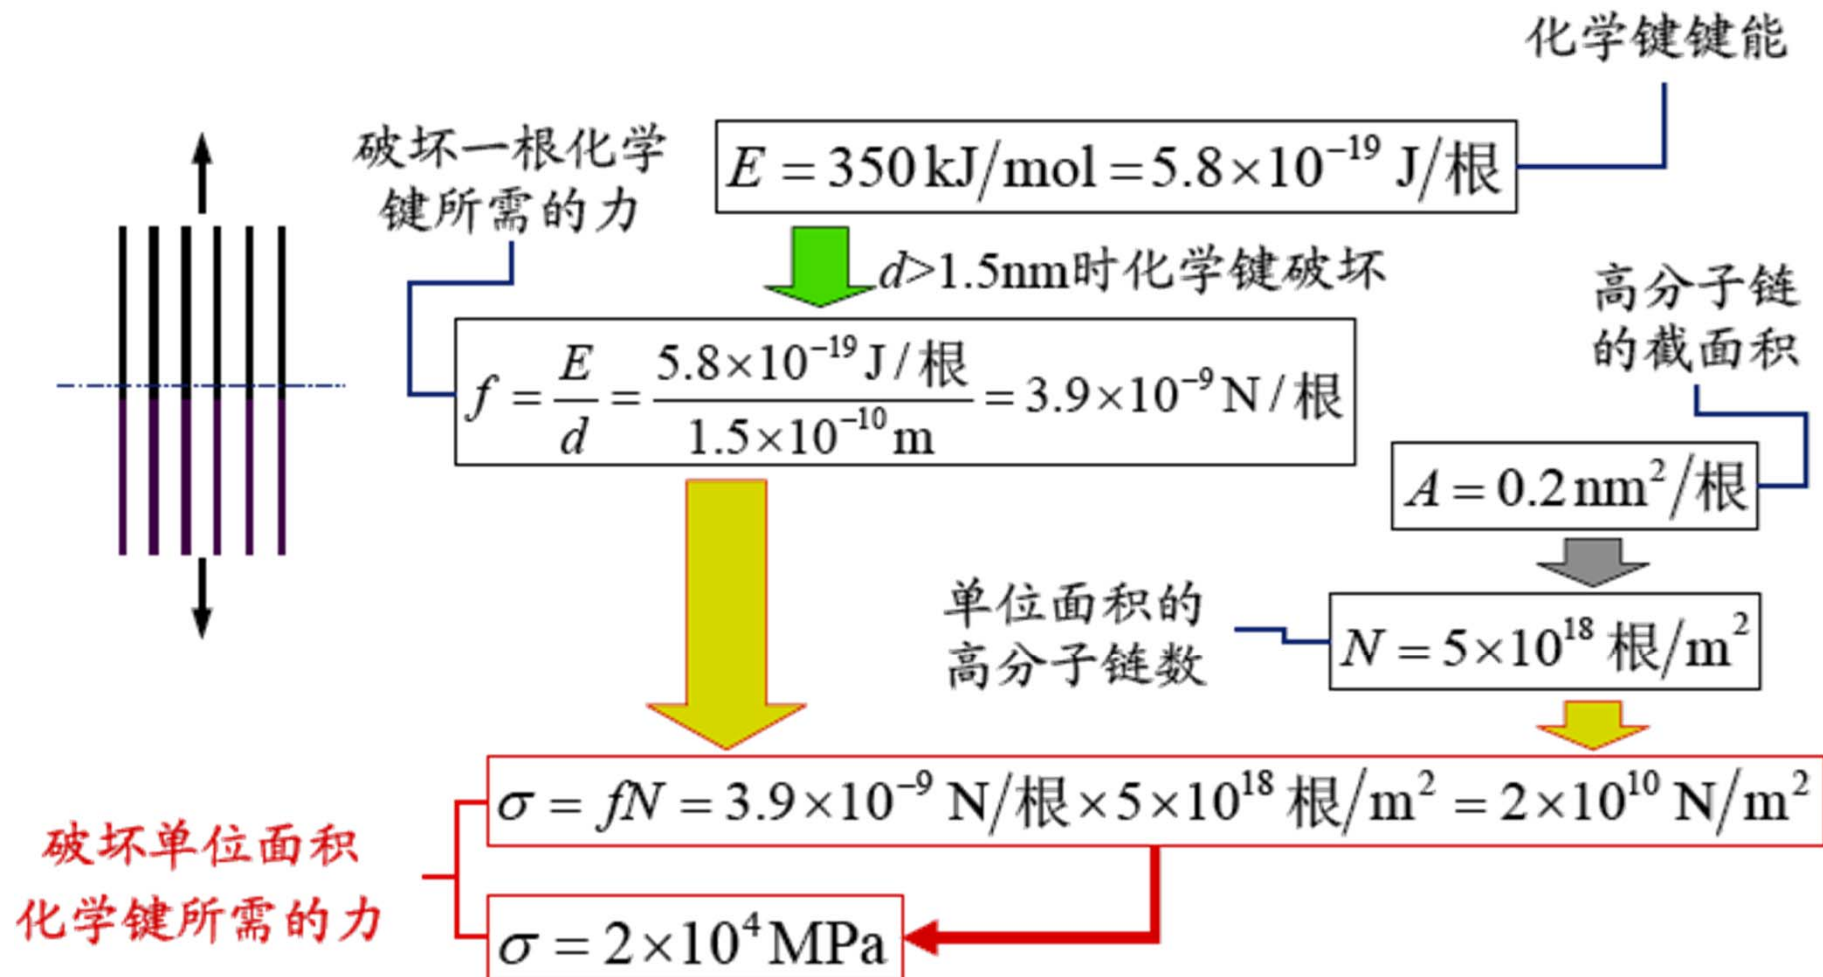 化学键键能
破坏一根化学
键所需的力
E = 350 kJ/mol = 5.8×10⁻¹⁹ J/根
d>1.5nm时化学键破坏
高分子链
的截面积
f = E/d = 5.8×10⁻¹⁹ J/根 / 1.5×10⁻¹⁰ m = 3.9×10⁻⁹ N/根
A = 0.2 nm²/根
单位面积的
高分子链数
N = 5×10¹⁸ 根/m²
σ = fN = 3.9×10⁻⁹ N/根×5×10¹⁸ 根/m² = 2×10¹⁰ N/m²
破坏单位面积
化学键所需的力
σ = 2×10⁴ MPa